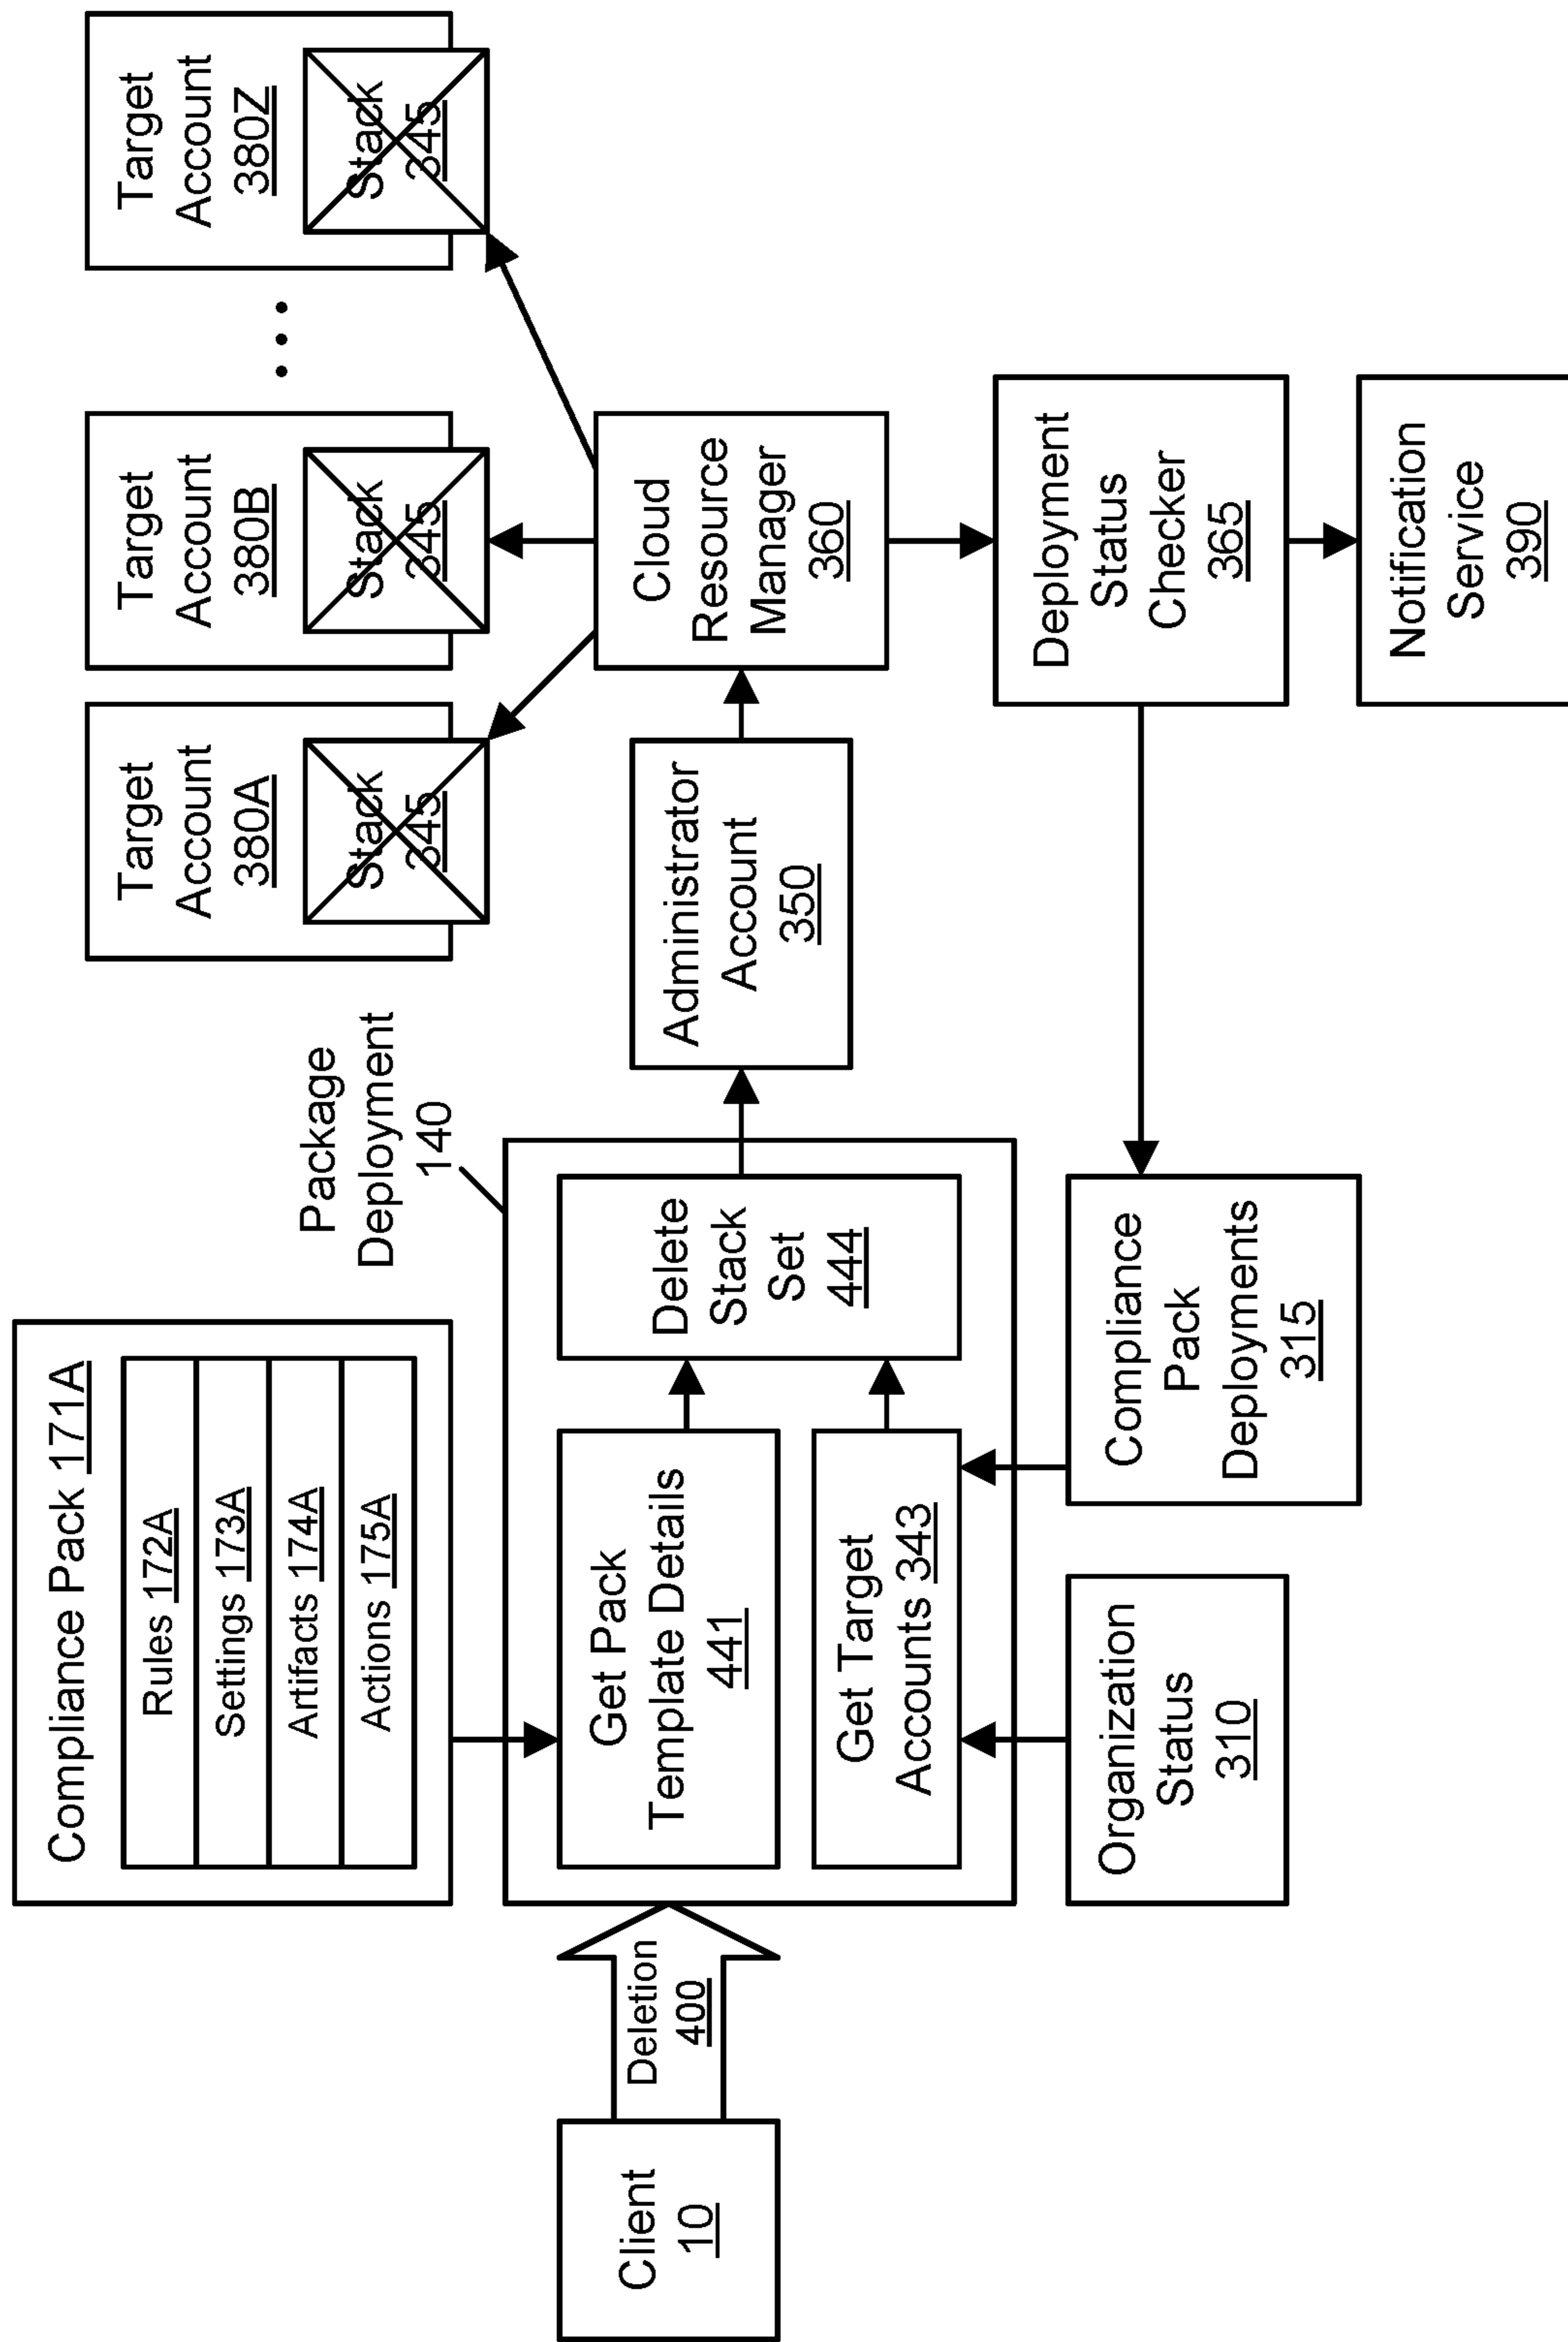 Compliance Pack 171A
Rules 172A
Settings 173A
Artifacts 174A
Actions 175A
Package
Deployment
140
Target
Account
380A
Stack
345
Target
Account
380B
Stack
345
Target
Account
380Z
Stack
345
Client
10
Deletion
400
Get Pack
Template Details
441
Get Target
Accounts 343
Delete
Stack
Set
444
Administrator
Account
350
Cloud
Resource
Manager
360
Organization
Status
310
Compliance
Pack
Deployments
315
Deployment
Status
Checker
365
Notification
Service
390